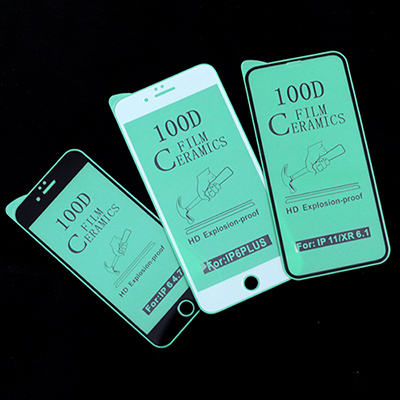 100D
FILM
CERAMICS
HD Explosion-proof
For: IP 6 4.7
100D
FILM
CERAMICS
HD Explosion-proof
For:IP6PLUS
100D
FILM
CERAMICS
HD Explosion-proof
For: IP 11/XR 6.1